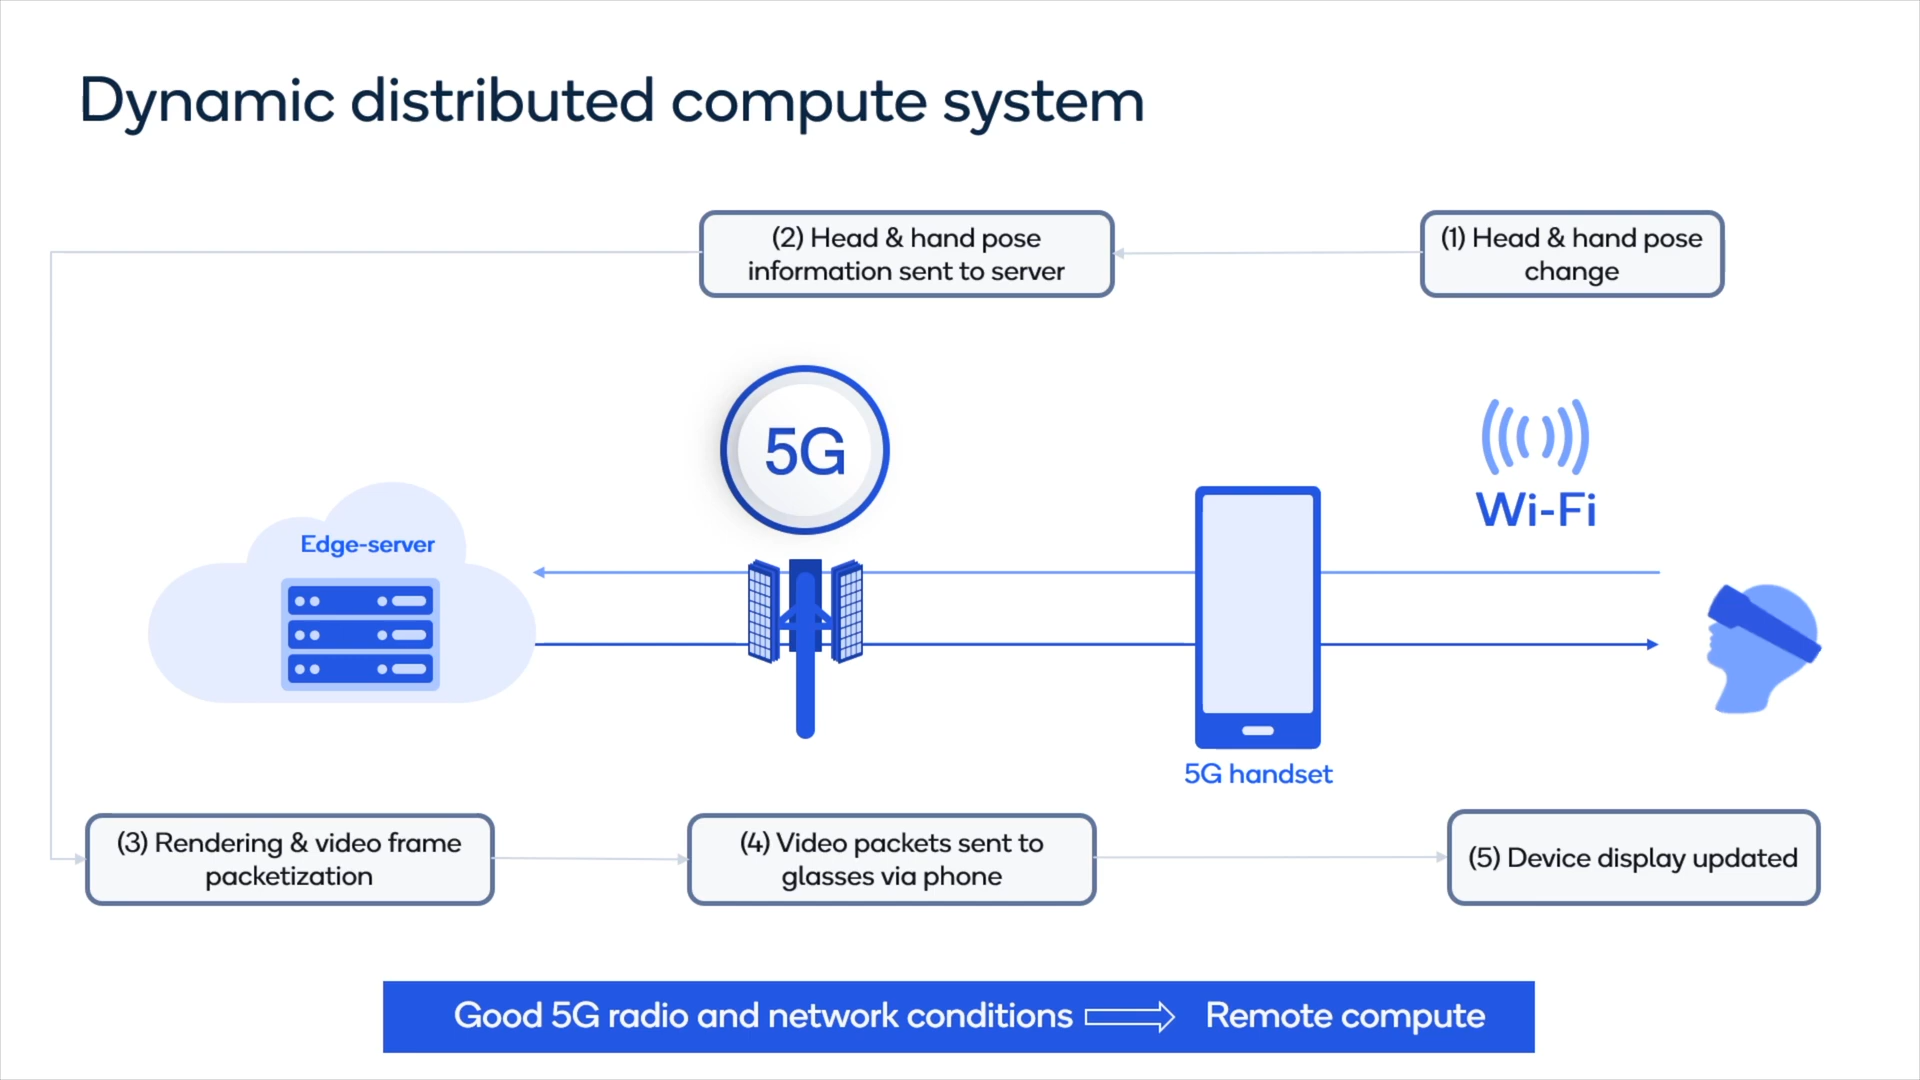 Dynamic distributed compute system
(2) Head & hand pose
information sent to server
(1) Head & hand pose
change
5G
Wi-Fi
Edge-server
5G handset
(3) Rendering & video frame
packetization
(4) Video packets sent to
glasses via phone
(5) Device display updated
Good 5G radio and network conditions
Remote compute